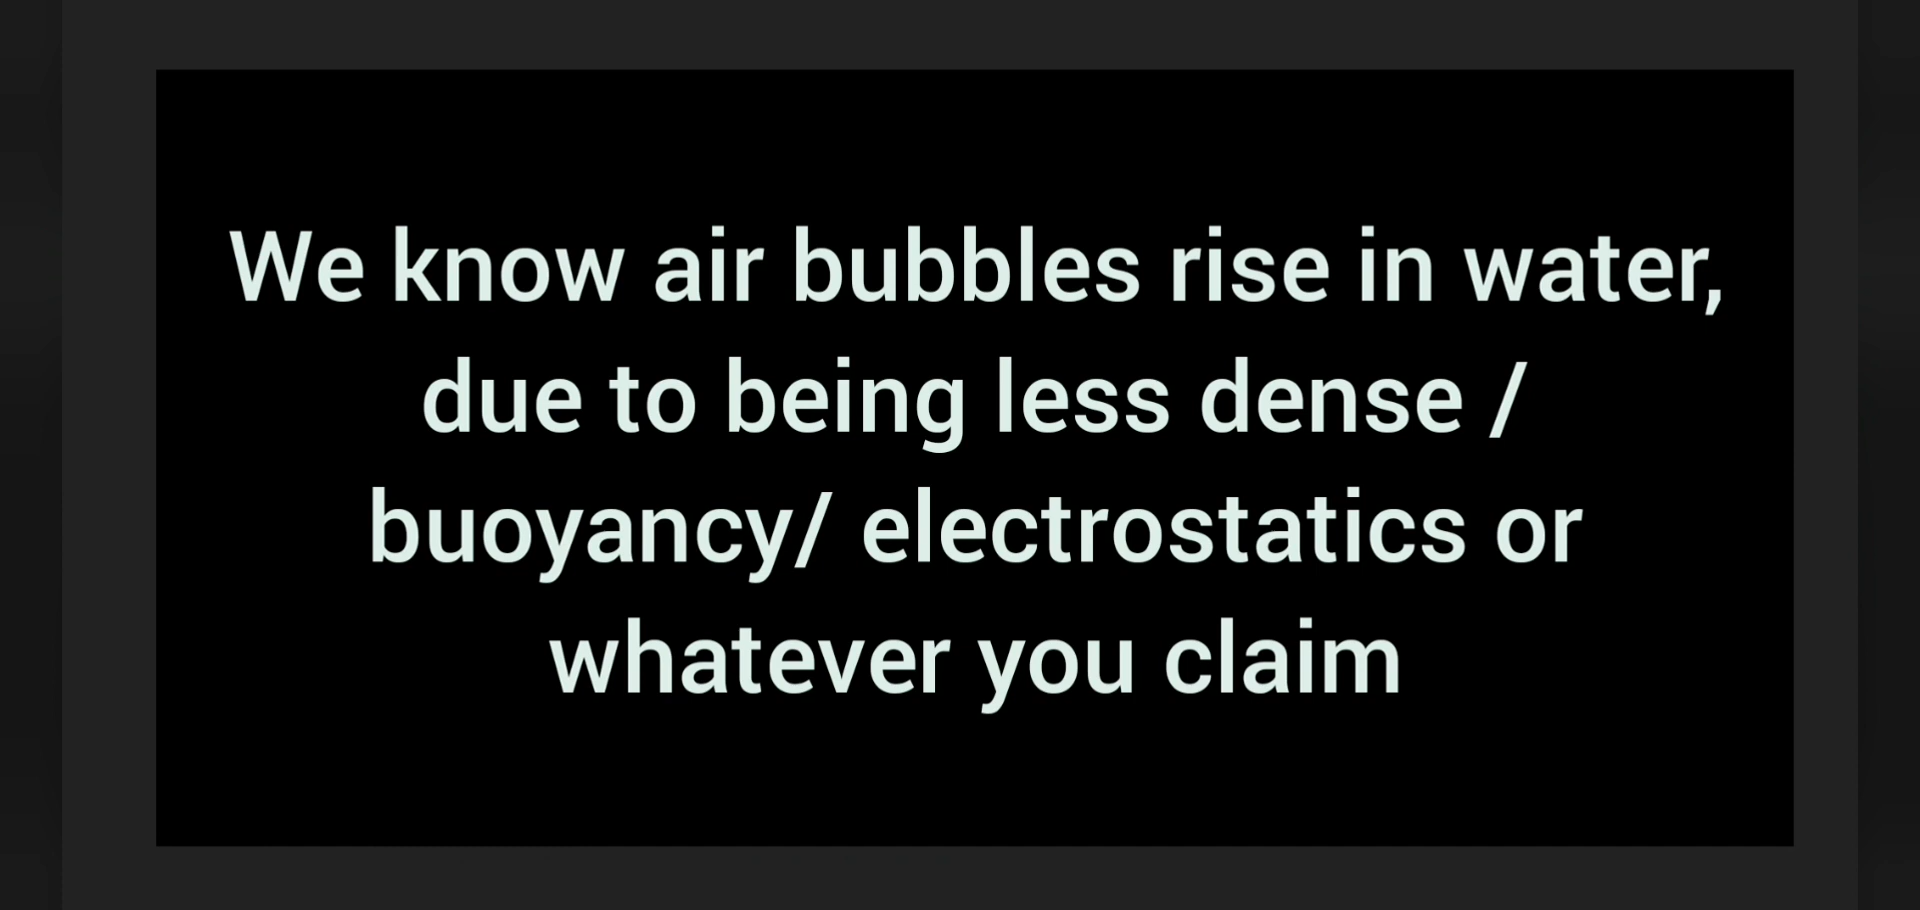 We know air bubbles rise in water,
due to being less dense /
buoyancy/ electrostatics or
whatever you claim